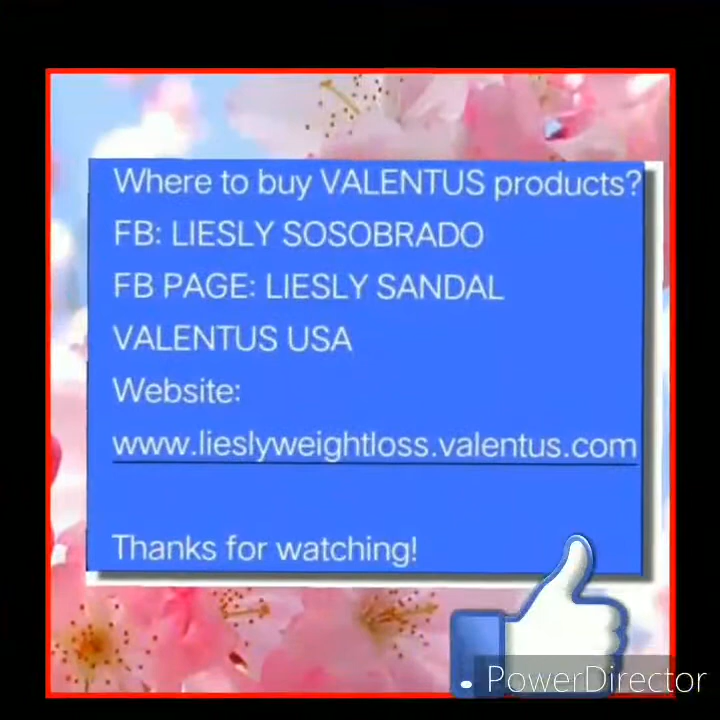 Where to buy VALENTUS products?
FB: LIESLY SOSOBRADO
FB PAGE: LIESLY SANDAL
VALENTUS USA
Website:
www.lieslyweightloss.valentus.com
Thanks for watching!
PowerDirector